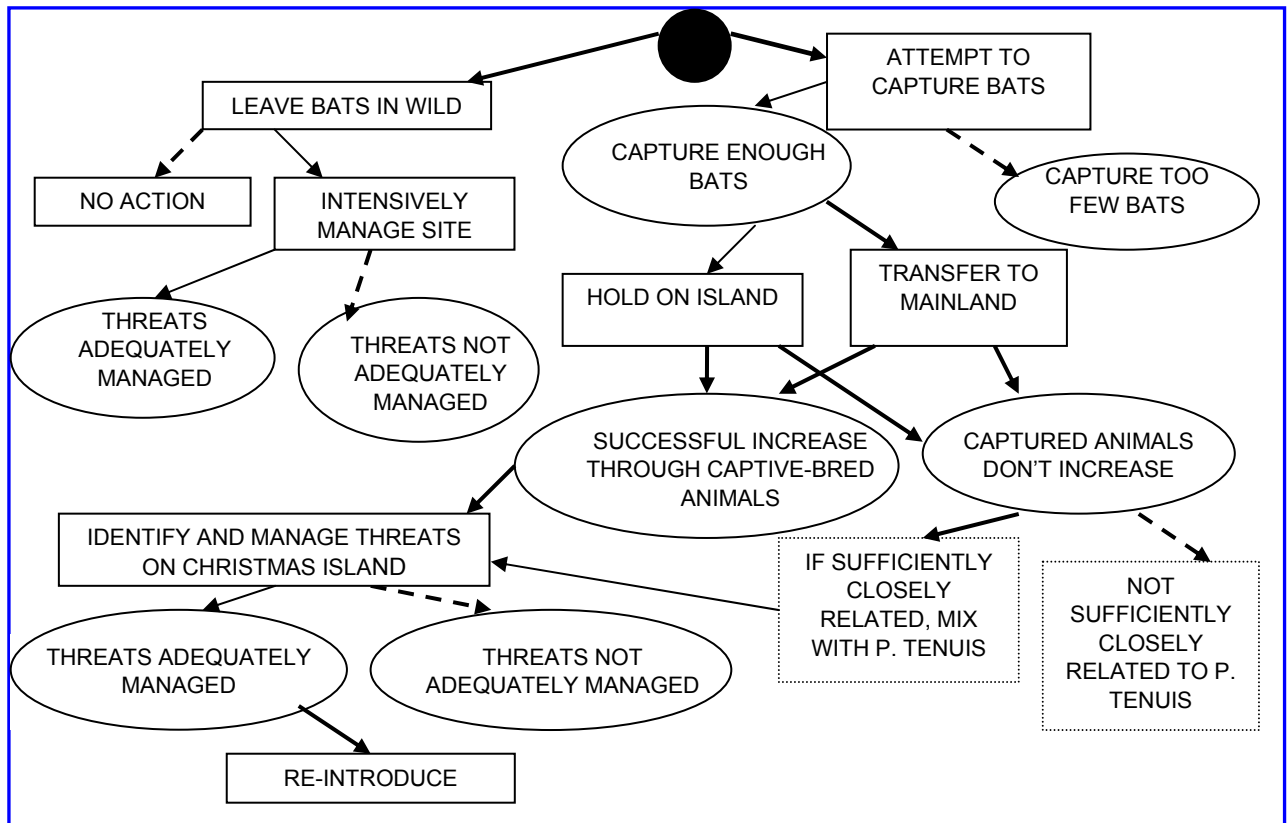 ATTEMPT TO
CAPTURE BATS
LEAVE BATS IN WILD
CAPTURE ENOUGH
BATS
CAPTURE TOO
FEW BATS
NO ACTION
INTENSIVELY
MANAGE SITE
HOLD ON ISLAND
TRANSFER TO
MAINLAND
THREATS
ADEQUATELY
MANAGED
THREATS NOT
ADEQUATELY
MANAGED
SUCCESSFUL INCREASE
THROUGH CAPTIVE-BRED
ANIMALS
CAPTURED ANIMALS
DON'T INCREASE
IDENTIFY AND MANAGE THREATS
ON CHRISTMAS ISLAND
IF SUFFICIENTLY
CLOSELY
RELATED, MIX
WITH P. TENUIS
NOT
SUFFICIENTLY
CLOSELY
RELATED TO P.
TENUIS
THREATS ADEQUATELY
MANAGED
THREATS NOT
ADEQUATELY MANAGED
RE-INTRODUCE